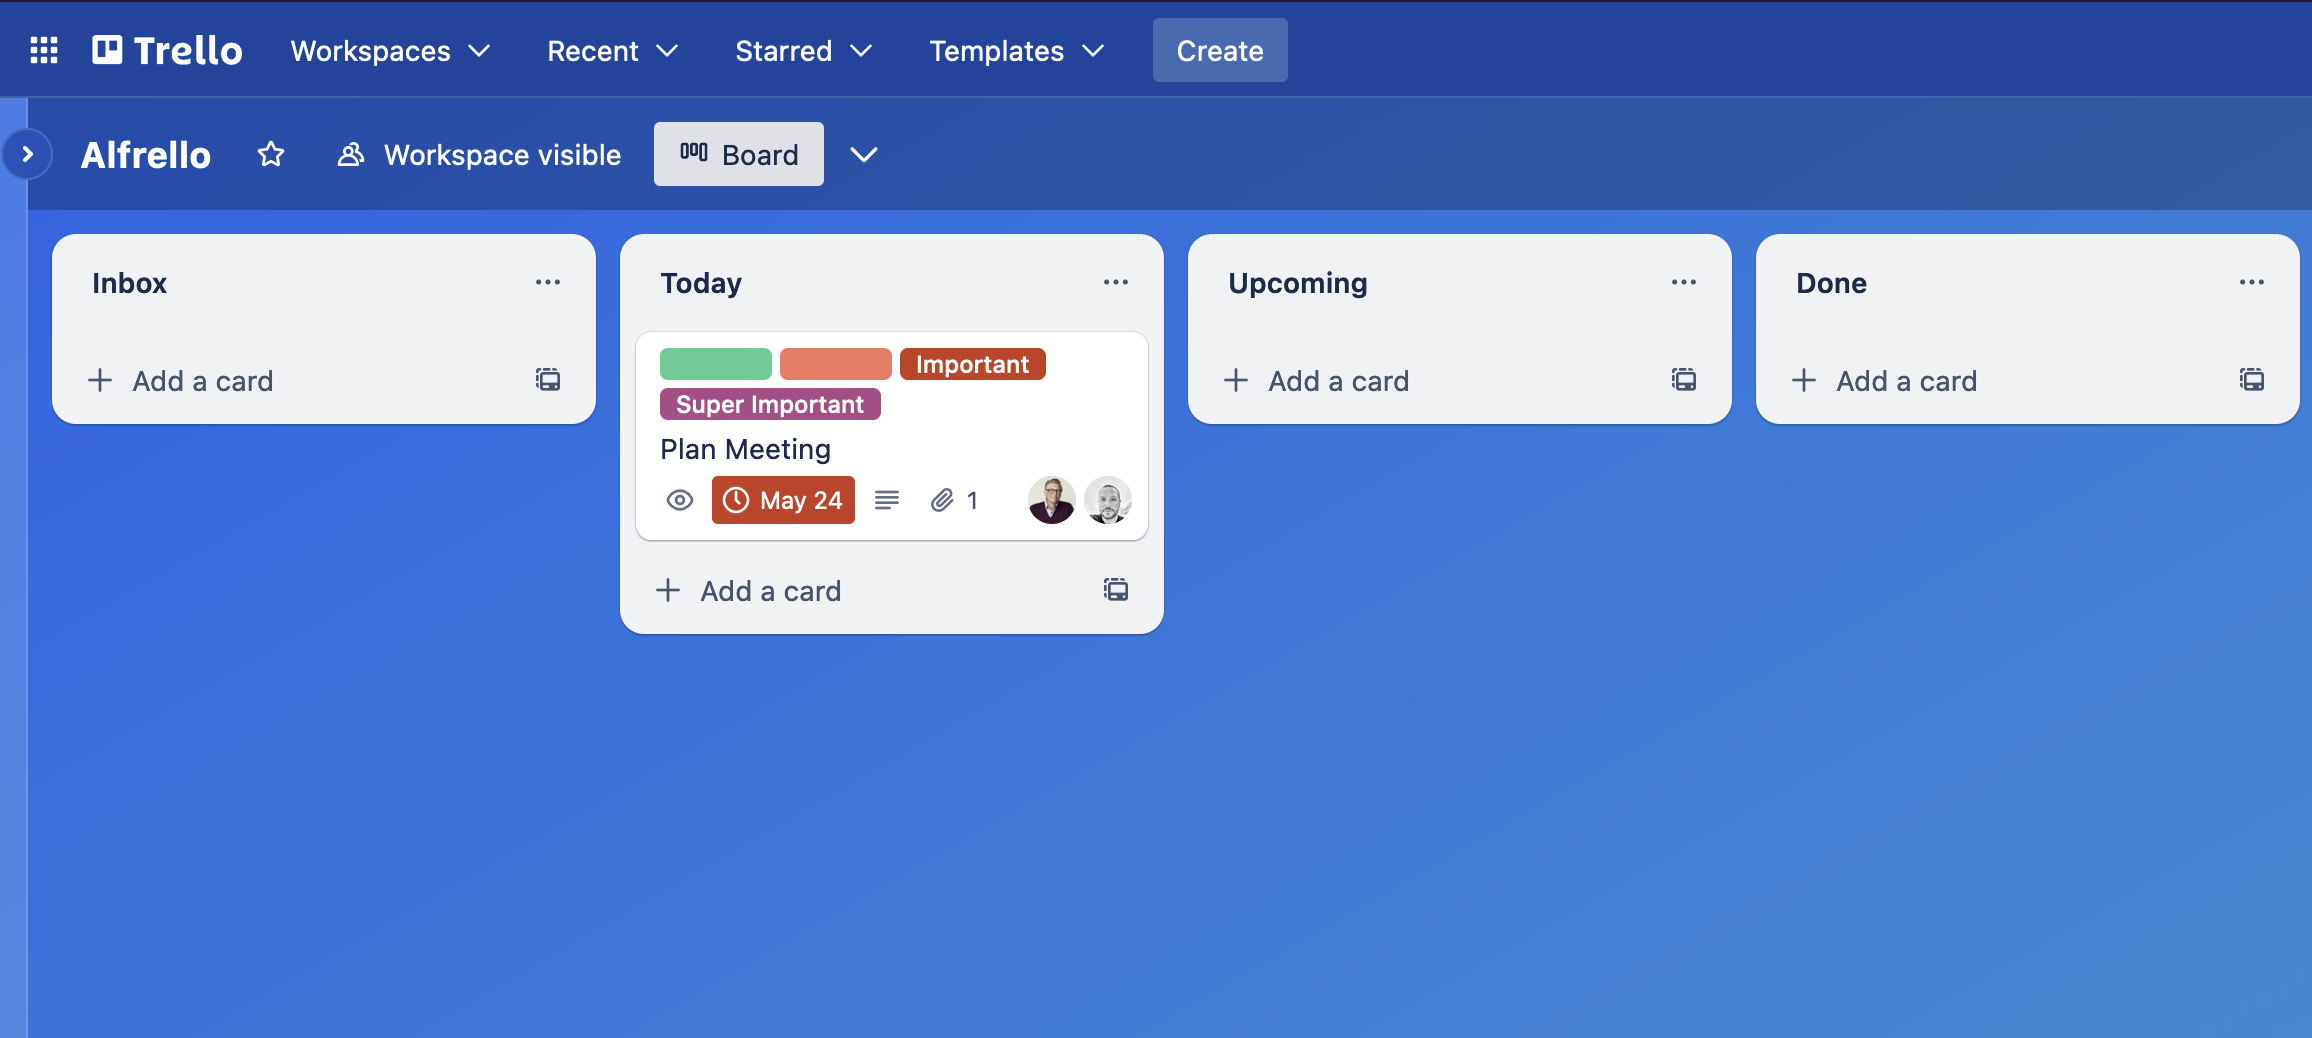 Trello Workspaces Recent Starred Templates Create
Alfrello Workspace visible Board
Inbox
Add a card
Today
Important
Super Important
Plan Meeting
May 24 1
Add a card
Upcoming
Add a card
Done
Add a card